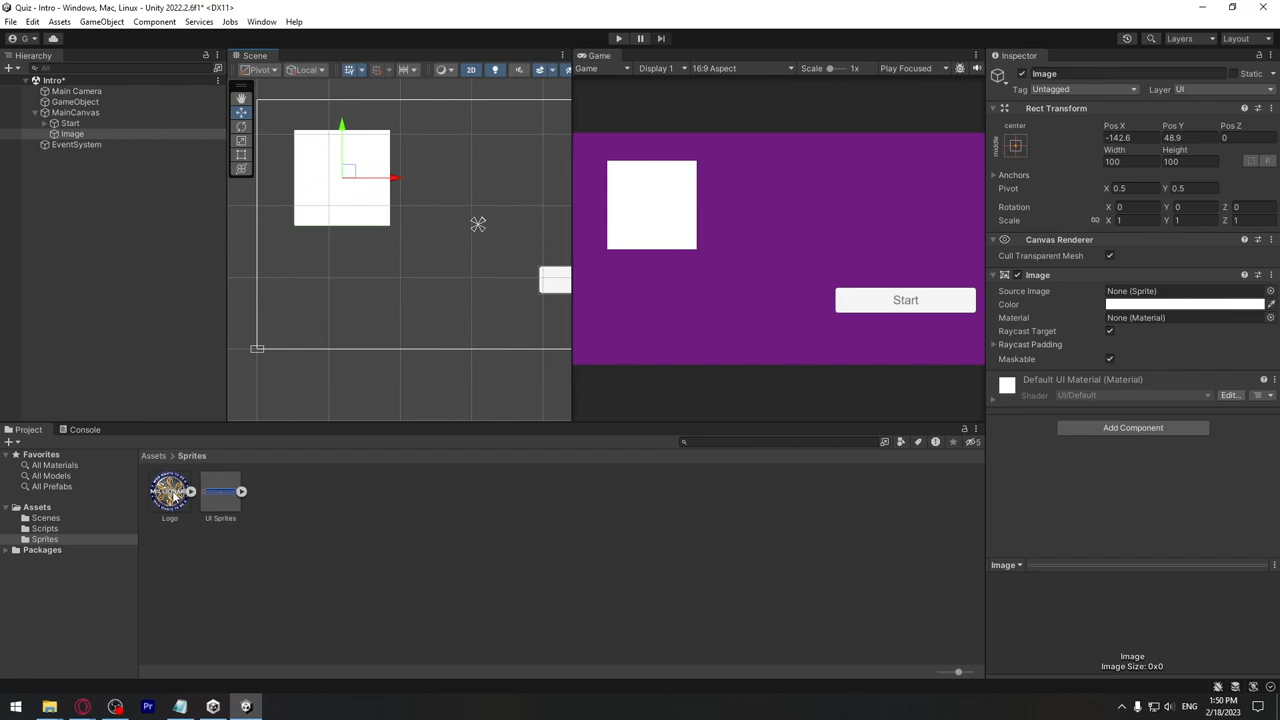 Quiz - Intro - Windows, Mac, Linux - Unity 2022.2.6f1* <DX11>
File Edit Assets GameObject Component Services Jobs Window Help
G
Layers Layout
Hierarchy
All
Intro*
Main Camera
GameObject
MainCanvas
Start
Image
EventSystem
Scene
Pivot Local 2D
Game
Game Display 1 16:9 Aspect Scale 1x Play Focused
Start
Inspector
Image Static
Tag Untagged Layer UI
Rect Transform
center
middle
Pos X Pos Y Pos Z
-142.6 48.9 0
Width Height
100 100 R
Anchors
Pivot X 0.5 Y 0.5
Rotation X 0 Y 0 Z 0
Scale X 1 Y 1 Z 1
Canvas Renderer
Cull Transparent Mesh
Image
Source Image None (Sprite)
Color
Material None (Material)
Raycast Target
Raycast Padding
Maskable
Default UI Material (Material)
Shader UI/Default Edit...
Add Component
Image
Image
Image Size: 0x0
Project Console
5
Favorites
All Materials
All Models
All Prefabs
Assets
Scenes
Scripts
Sprites
Packages
Assets > Sprites
Logo UI Sprites
Pr
ENG
1:50 PM
2/18/2023